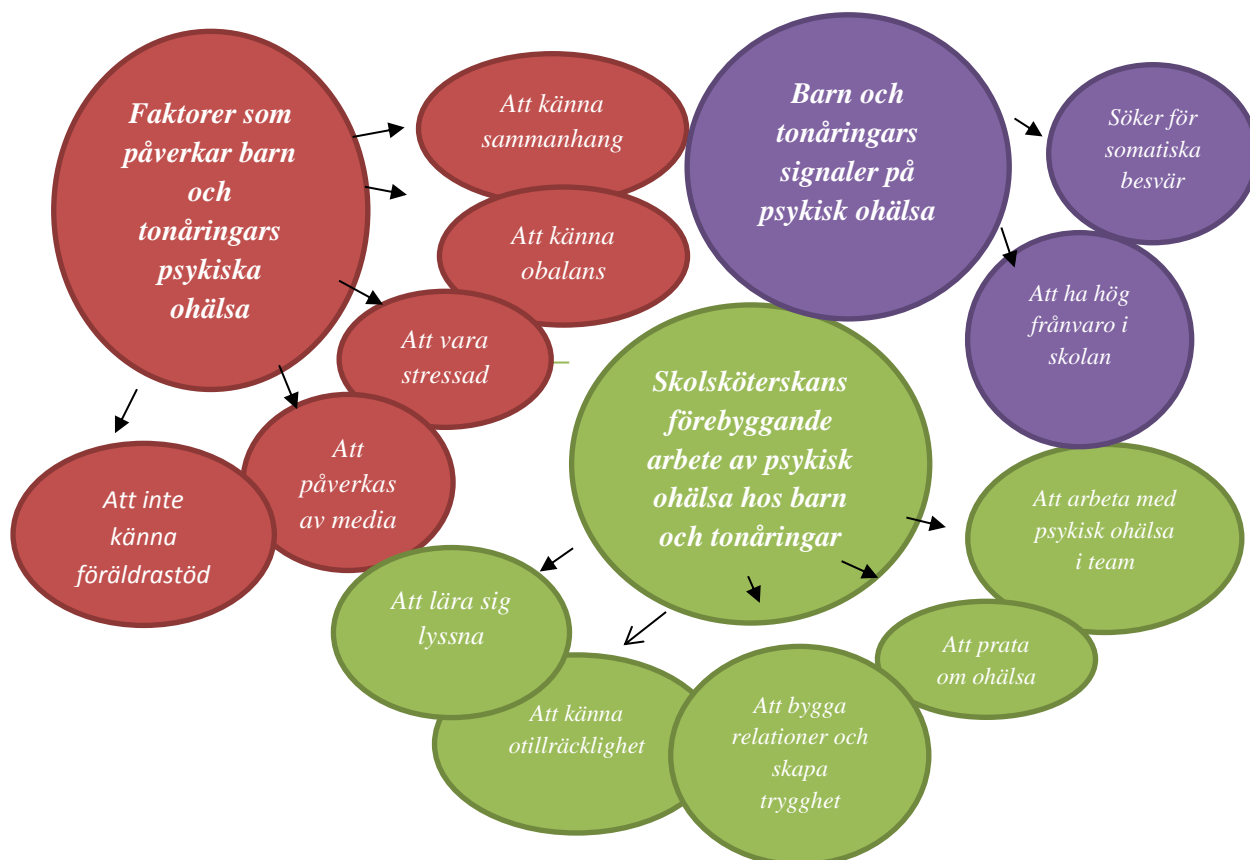 Faktorer som
påverkar barn
och
tonåringars
psykiska
ohälsa
Att känna
sammanhang
Att känna
obalans
Att vara
stressad
Att
påverkas
av media
Att inte
känna
föräldrastöd
Barn och
tonåringars
signaler på
psykisk ohälsa
Söker för
somatiska
besvär
Att ha hög
frånvaro i
skolan
Skolsköterskans
förebyggande
arbete av psykisk
ohälsa hos barn
och tonåringar
Att arbeta med
psykisk ohälsa
i team
Att prata
om ohälsa
Att bygga
relationer och
skapa
trygghet
Att känna
otillräcklighet
Att lära sig
lyssna